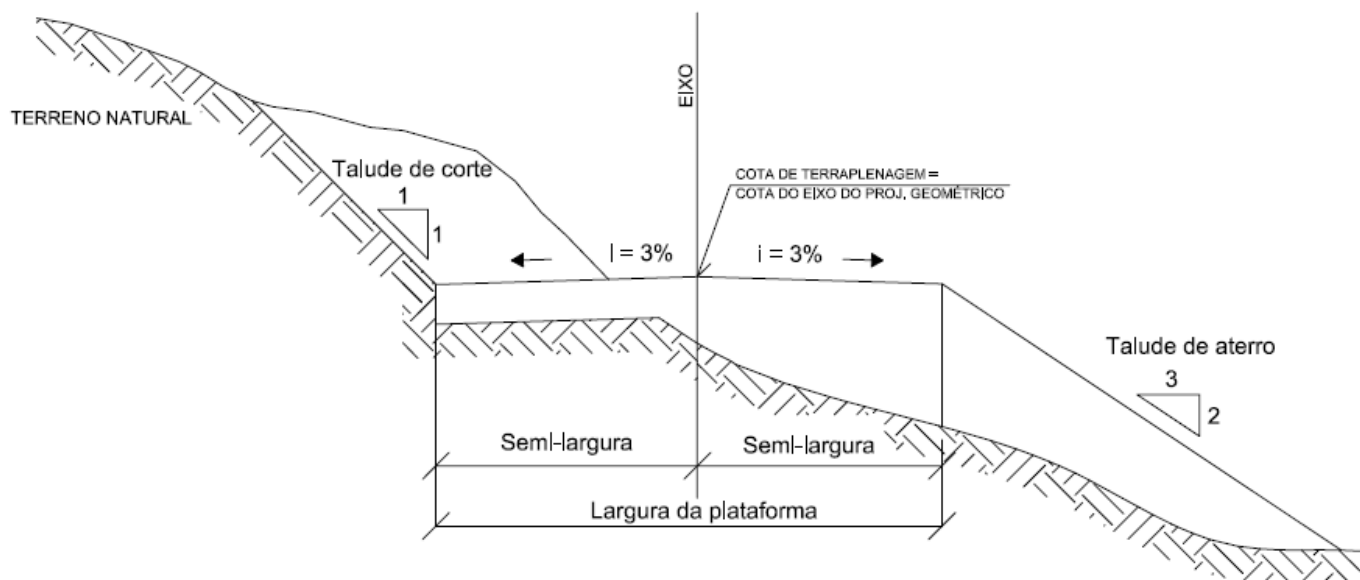 EIXO
TERRENO NATURAL
Talude de corte
1
1
COTA DE TERRAPLENAGEM =
COTA DO EIXO DO PROJ. GEOMÉTRICO
I = 3%
i = 3%
Talude de aterro
3
2
Semi-largura
Semi-largura
Largura da plataforma